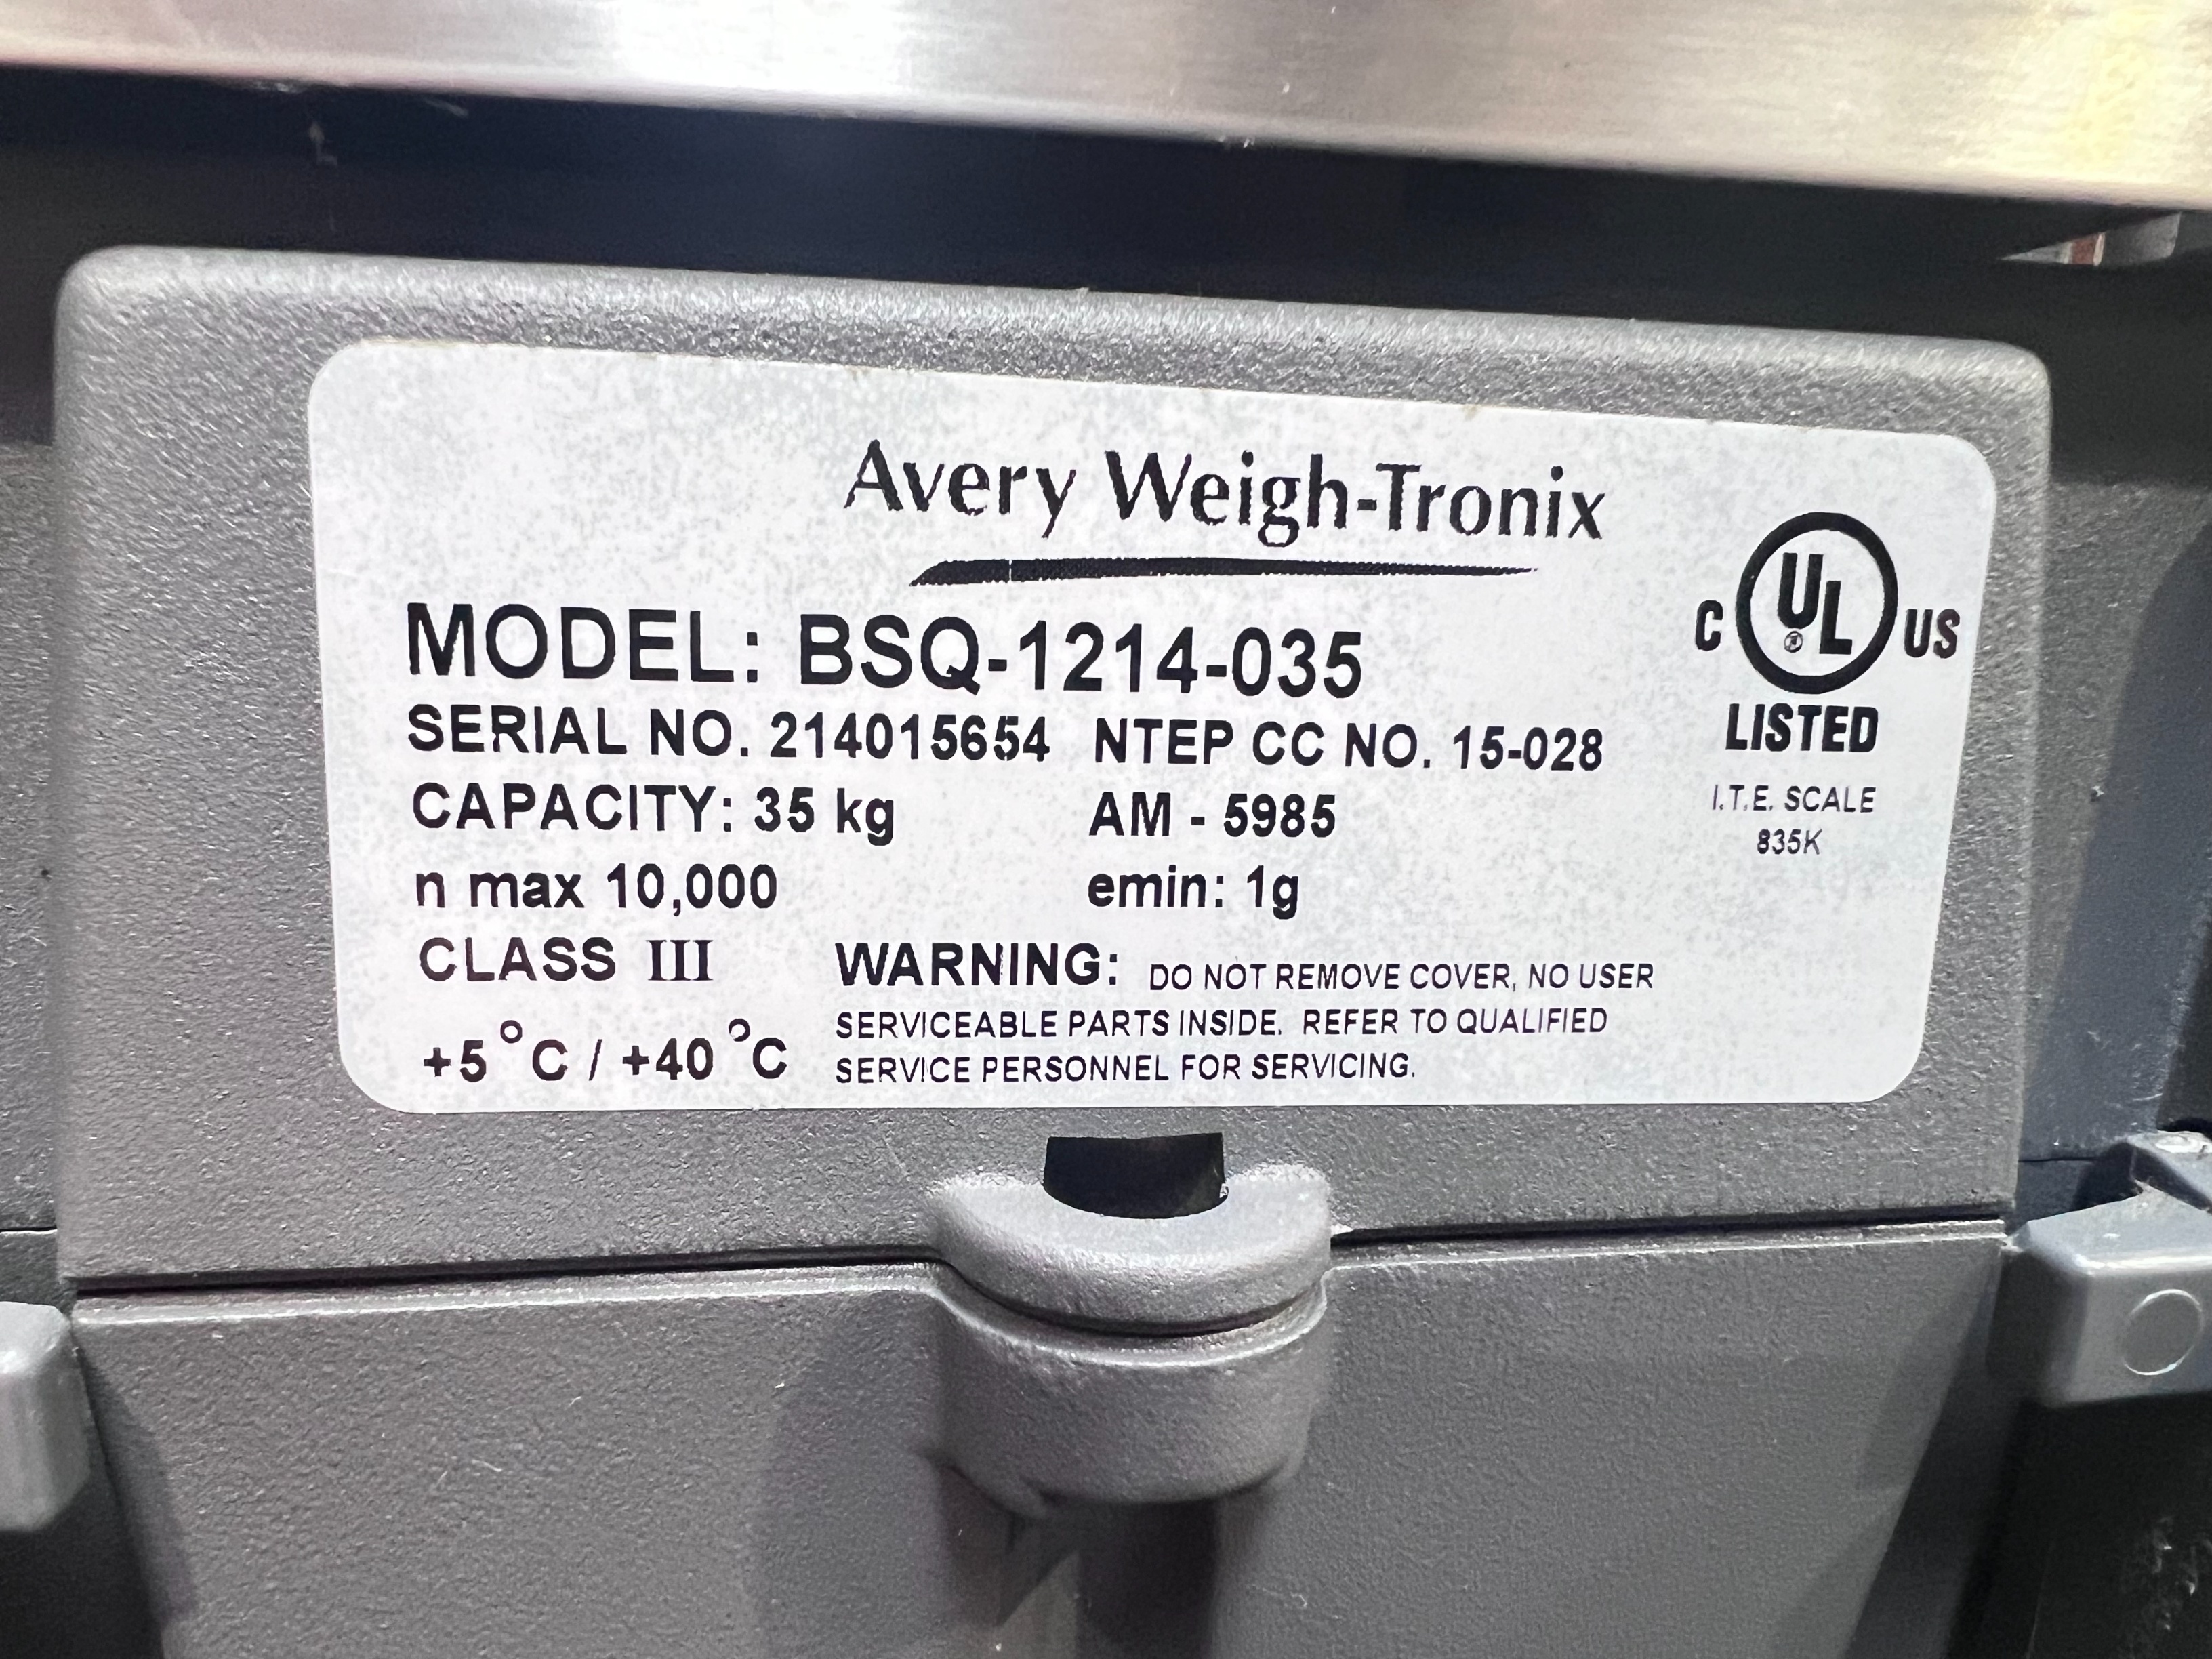 Avery Weigh-Tronix
MODEL: BSQ-1214-035
SERIAL NO. 214015654 NTEP CC NO. 15-028
CAPACITY: 35 kg AM - 5985
n max 10,000 emin: 1g
CLASS III
+5°C / +40°C
WARNING: DO NOT REMOVE COVER, NO USER
SERVICEABLE PARTS INSIDE. REFER TO QUALIFIED
SERVICE PERSONNEL FOR SERVICING.
C UL ® US
LISTED
I.T.E. SCALE
835K